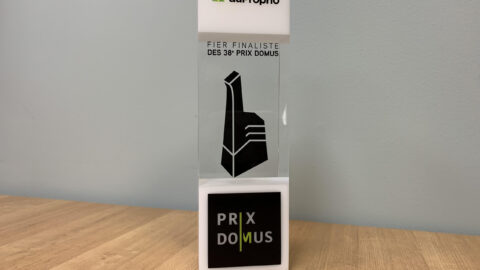 FIER FINALISTE
DES 38e PRIX DOMUS
PRIX
DOMUS